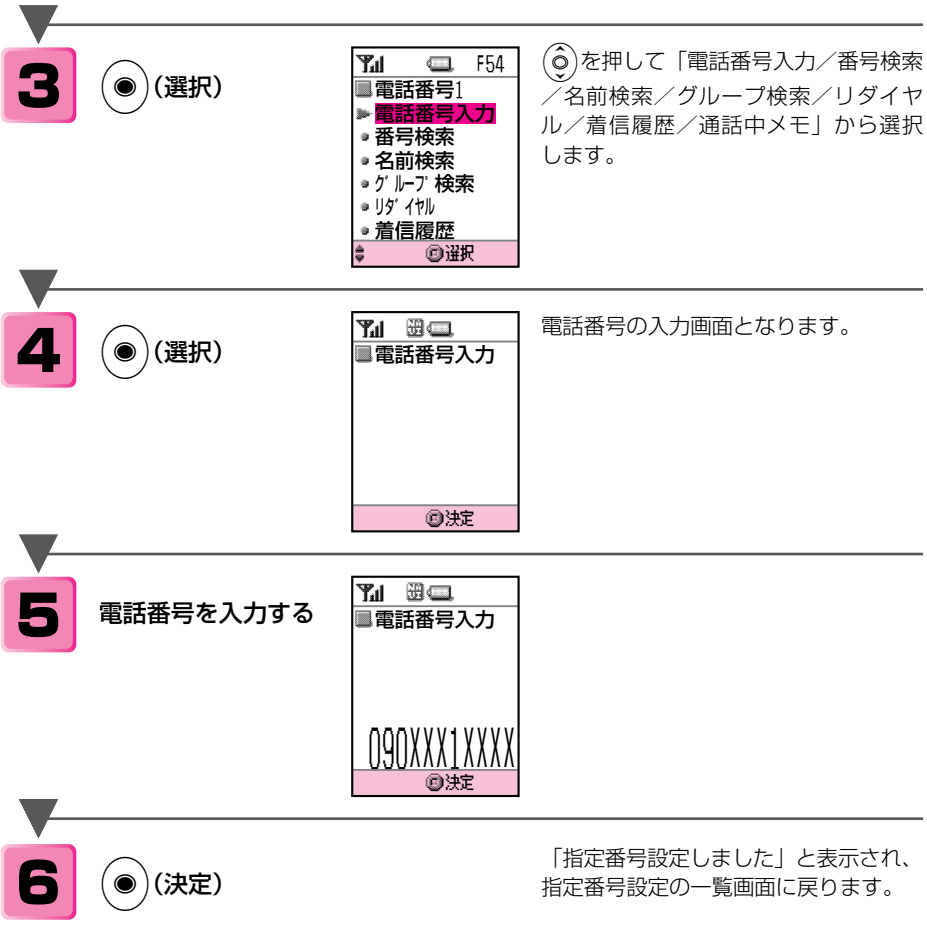 3
(選択)
F54
電話番号1
電話番号入力
番号検索
名前検索
グループ検索
リダイヤル
着信履歴
選択
を押して「電話番号入力／番号検索
／名前検索／グループ検索／リダイヤ
ル／着信履歴／通話中メモ」から選択
します。
4
(選択)
電話番号入力
決定
電話番号の入力画面となります。
5
電話番号を入力する
電話番号入力
090XXX1XXXX
決定
6
(決定)
「指定番号設定しました」と表示され、
指定番号設定の一覧画面に戻ります。